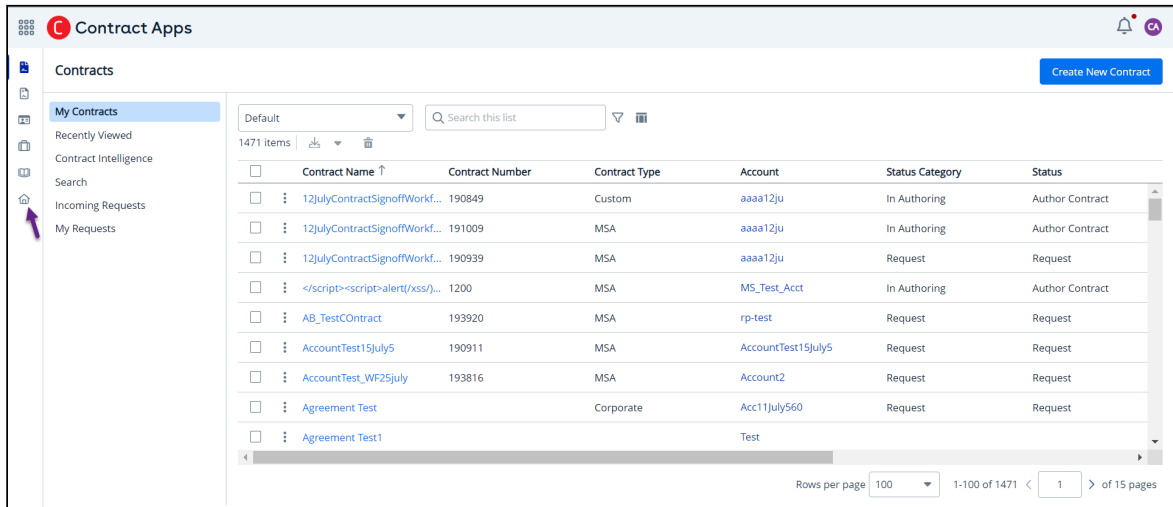 Contract Apps
CA
Contracts
Create New Contract
My Contracts
Recently Viewed
Contract Intelligence
Search
Incoming Requests
My Requests
Default
Search this list
1471 items
Contract Name ↑ Contract Number Contract Type Account Status Category Status
12JulyContractSignoffWorkf... 190849 Custom aaaa12ju In Authoring Author Contract
12JulyContractSignoffWorkf... 191009 MSA aaaa12ju In Authoring Author Contract
12JulyContractSignoffWorkf... 190939 MSA aaaa12ju Request Request
</script><script>alert(/xss/)... 1200 MSA MS_Test_Acct In Authoring Author Contract
AB_TestCOntract 193920 MSA rp-test Request Request
AccountTest15July5 190911 MSA AccountTest15July5 Request Request
AccountTest_WF25july 193816 MSA Account2 Request Request
Agreement Test Corporate Acc11July560 Request Request
Agreement Test1 Test
Rows per page 100 1-100 of 1471 < 1 > of 15 pages